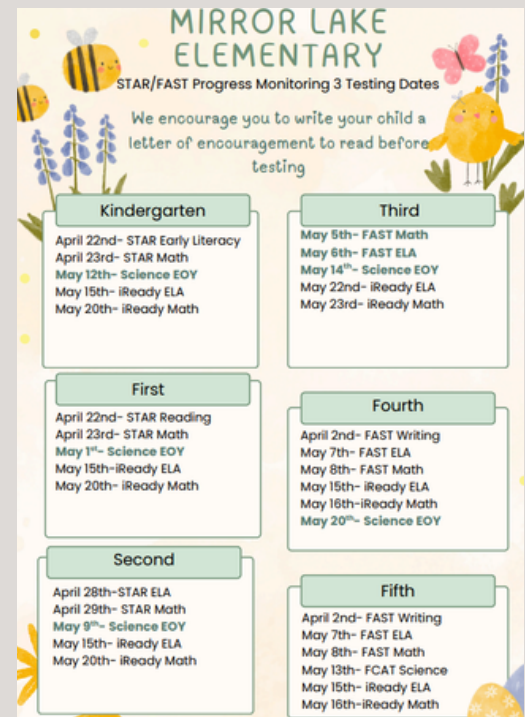 MIRROR LAKE
ELEMENTARY
STAR/FAST Progress Monitoring 3 Testing Dates
We encourage you to write your child a
letter of encouragement to read before
testing
Kindergarten
April 22nd- STAR Early Literacy
April 23rd- STAR Math
May 12th- Science EOY
May 15th- iReady ELA
May 20th- iReady Math
Third
May 5th- FAST Math
May 6th- FAST ELA
May 14th- Science EOY
May 22nd- iReady ELA
May 23rd- iReady Math
First
April 22nd- STAR Reading
April 23rd- STAR Math
May 1st- Science EOY
May 15th-iReady ELA
May 20th- iReady Math
Fourth
April 2nd- FAST Writing
May 7th- FAST ELA
May 8th- FAST Math
May 15th- iReady ELA
May 16th-iReady Math
May 20th- Science EOY
Second
April 28th-STAR ELA
April 29th- STAR Math
May 9th- Science EOY
May 15th- iReady ELA
May 20th- iReady Math
Fifth
April 2nd- FAST Writing
May 7th- FAST ELA
May 8th- FAST Math
May 13th- FCAT Science
May 15th- iReady ELA
May 16th-iReady Math